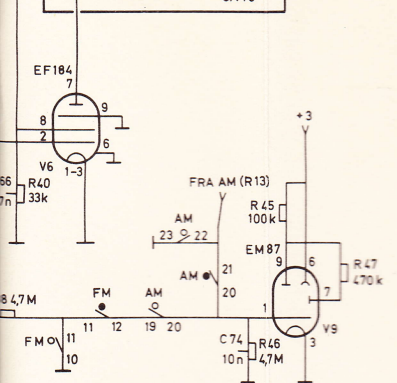 EF184
7
9
8
2
6
V6 1-3
66
7n
R40
33k
+3
FRA AM (R13)
R45
100k
AM
23 22
EM87
9 6
R47
470k
AM
21
20
7
8 4,7M
FM
11 12
AM
19 20
1
V9
FM
11
10
C74
10n
R46
4,7M
3